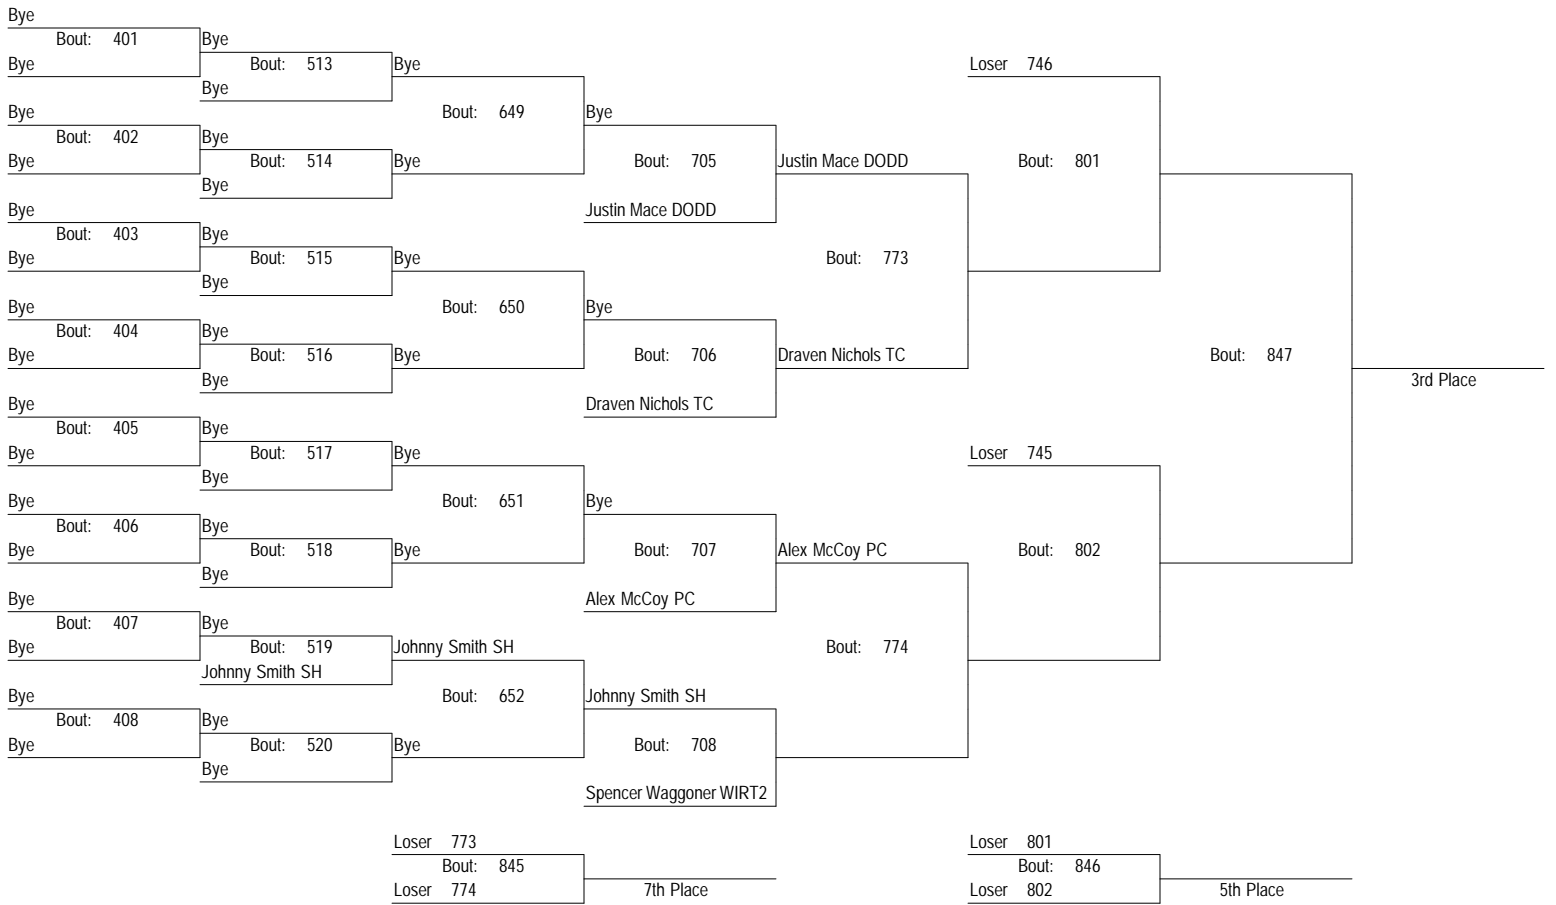 Bye
Bout: 401 Bye
Bye Bout: 513 Bye Loser 746
Bye
Bye Bout: 649 Bye
Bout: 402 Bye
Bye Bout: 514 Bye Bout: 705 Justin Mace DODD Bout: 801
Bye
Bye Justin Mace DODD
Bout: 403 Bye
Bye Bout: 515 Bye Bout: 773
Bye
Bye Bout: 650 Bye
Bout: 404 Bye
Bye Bout: 516 Bye Bout: 706 Draven Nichols TC Bout: 847
Bye 3rd Place
Bye Draven Nichols TC
Bout: 405 Bye
Bye Bout: 517 Bye Loser 745
Bye
Bye Bout: 651 Bye
Bout: 406 Bye
Bye Bout: 518 Bye Bout: 707 Alex McCoy PC Bout: 802
Bye
Bye Alex McCoy PC
Bout: 407 Bye
Bye Bout: 519 Johnny Smith SH Bout: 774
Johnny Smith SH
Bye Bout: 652 Johnny Smith SH
Bout: 408 Bye
Bye Bout: 520 Bye Bout: 708
Bye
Spencer Waggoner WIRT2
Loser 773 Loser 801
Bout: 845 Bout: 846
Loser 774 7th Place Loser 802 5th Place